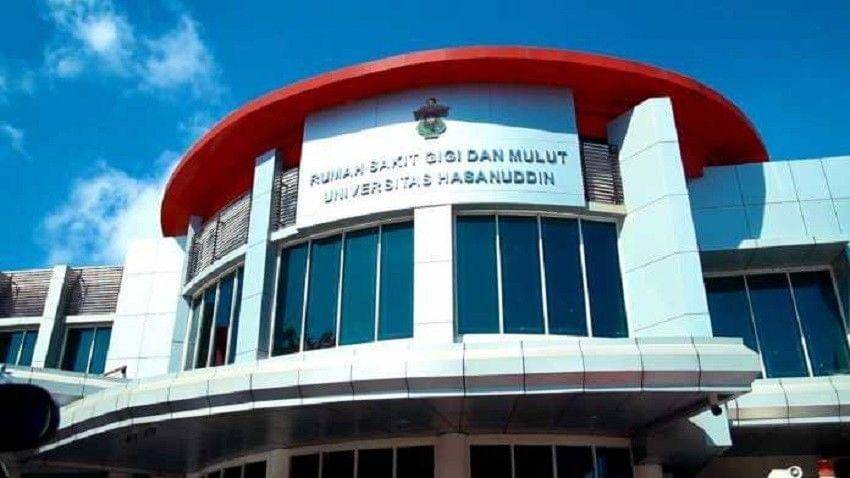 RUMAH SAKIT GIGI DAN MULUT
UNIVERSITAS HASANUDDIN